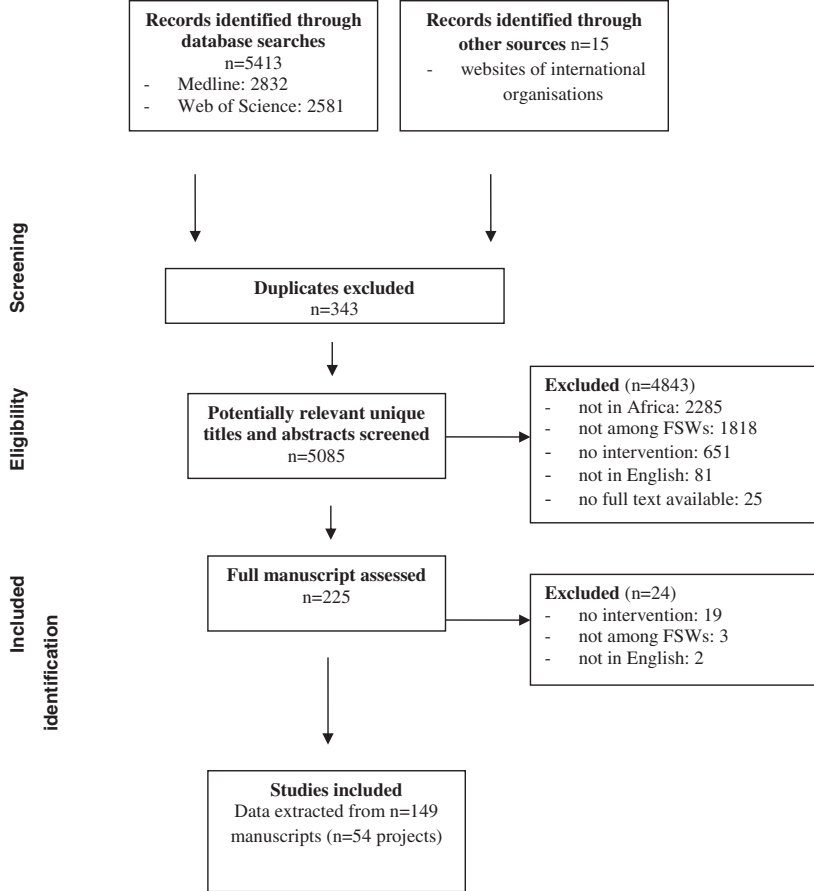 Records identified through
database searches
n=5413
- Medline: 2832
- Web of Science: 2581
Records identified through
other sources n=15
- websites of international
organisations
Screening
Duplicates excluded
n=343
Eligibility
Potentially relevant unique
titles and abstracts screened
n=5085
Excluded (n=4843)
- not in Africa: 2285
- not among FSWs: 1818
- no intervention: 651
- not in English: 81
- no full text available: 25
Included
identification
Full manuscript assessed
n=225
Excluded (n=24)
- no intervention: 19
- not among FSWs: 3
- not in English: 2
Studies included
Data extracted from n=149
manuscripts (n=54 projects)